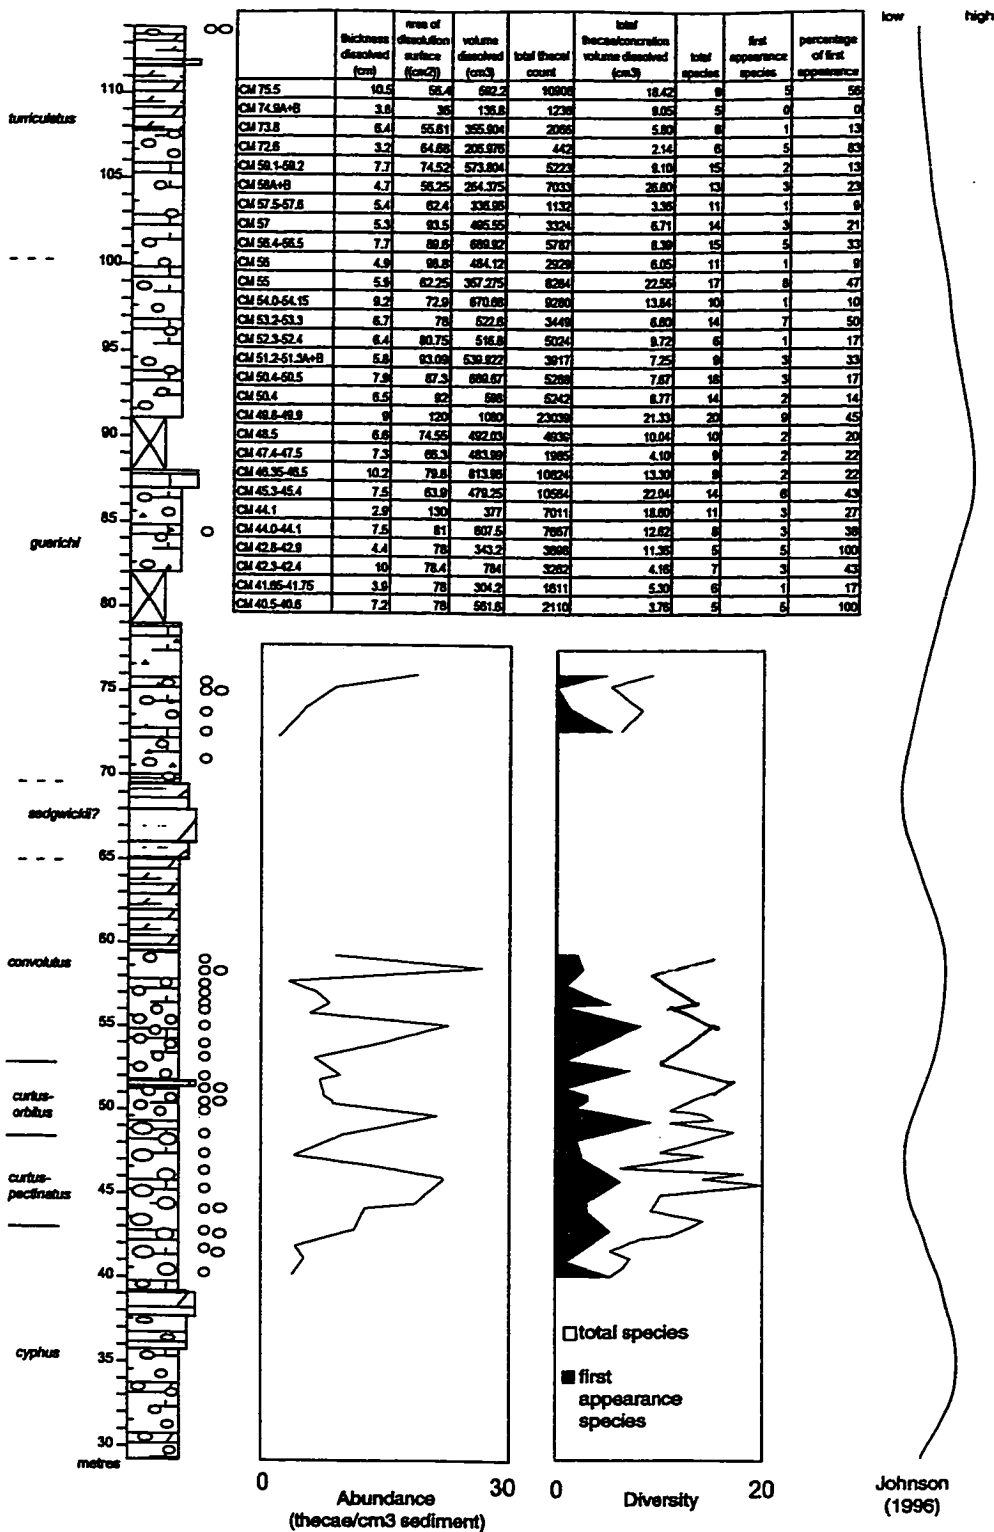 low high
thickness dissolved (cm) | area of dissolution surface ((cm2)) | volume dissolved (cm3) | total thecal count | total thecae/concretion volume dissolved (cm3) | total species | first appearance species | percentage of first appearance
CM 75.5 10.5 56.4 592.2 10906 18.42 9 5 56
CM 74.9A+B 3.8 36 136.8 1238 9.05 5 0 0
CM 73.8 6.4 55.61 355.904 2065 5.80 8 1 13
CM 72.6 3.2 64.68 205.976 442 2.14 6 5 83
CM 59.1-59.2 7.7 74.52 573.804 5223 9.10 15 2 13
CM 58A+B 4.7 56.25 264.375 7033 26.60 13 3 23
CM 57.5-57.6 5.4 62.4 336.96 1132 3.36 11 1 9
CM 57 5.3 93.5 495.55 3324 6.71 14 3 21
CM 56.4-56.5 7.7 89.6 689.92 5787 8.39 15 5 33
CM 56 4.9 98.8 484.12 2929 6.05 11 1 9
CM 55 5.9 62.25 367.275 8284 22.56 17 8 47
CM 54.0-54.15 9.2 72.9 670.68 9280 13.84 10 1 10
CM 53.2-53.3 6.7 78 522.6 3449 6.60 14 7 50
CM 52.3-52.4 6.4 80.75 516.8 5024 9.72 6 1 17
CM 51.2-51.3A+B 5.8 93.09 539.922 3917 7.25 9 3 33
CM 50.4-50.5 7.9 87.3 689.67 5288 7.67 18 3 17
CM 50.4 6.5 92 598 5242 8.77 14 2 14
CM 49.8-49.9 9 120 1080 23039 21.33 20 9 45
CM 48.5 6.6 74.55 492.03 4939 10.04 10 2 20
CM 47.4-47.5 7.3 66.3 483.99 1985 4.10 9 2 22
CM 46.35-46.5 10.2 79.8 813.96 10824 13.30 9 2 22
CM 45.3-45.4 7.5 63.9 479.25 10564 22.04 14 6 43
CM 44.1 2.9 130 377 7011 18.60 11 3 27
CM 44.0-44.1 7.5 81 607.5 7667 12.62 8 3 38
CM 42.8-42.9 4.4 78 343.2 3898 11.36 5 5 100
CM 42.3-42.4 10 78.4 784 3262 4.16 7 3 43
CM 41.65-41.75 3.9 78 304.2 1611 5.30 6 1 17
CM 40.5-40.6 7.2 78 561.6 2110 3.76 5 5 100
110
turriculatus
105
100
95
90
85
guerichi
80
75
70
sedgwickii?
65
60
convolutus
55
50
curtus-
orbitus
45
curtus-
pectinatus
40
cyphus
35
30
metres
total species
first
appearance
species
0 30
Abundance
(thecae/cm3 sediment)
0 20
Diversity
Johnson
(1996)